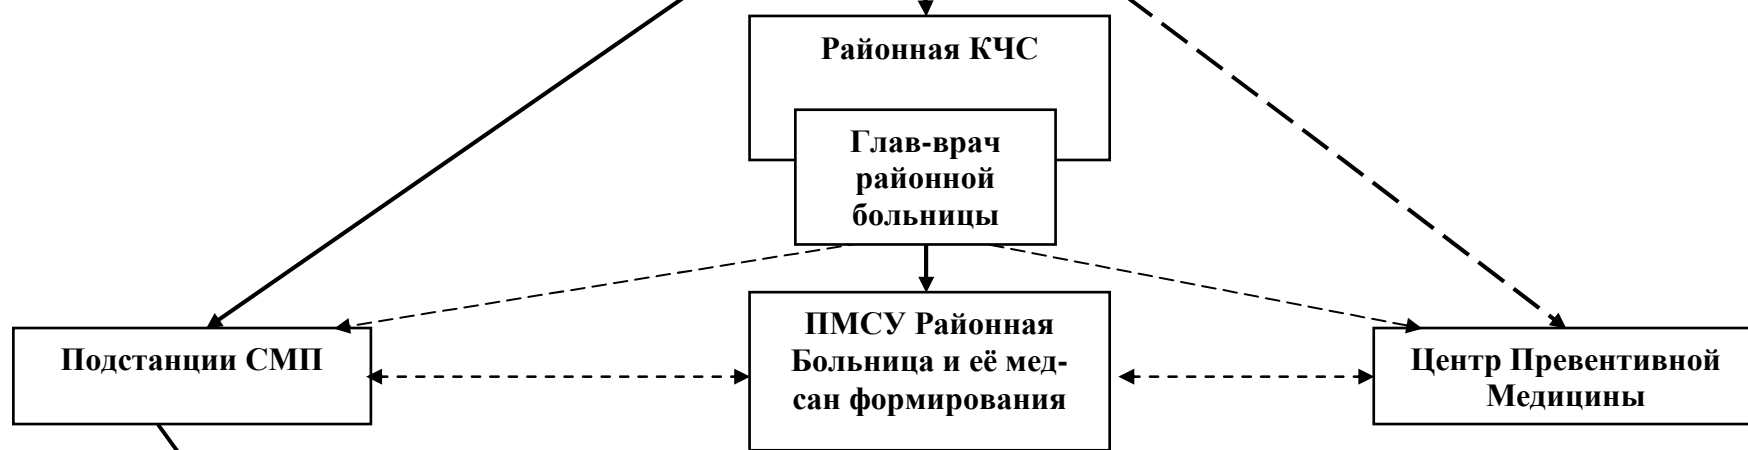 Районная КЧС
Глав-врач
районной
больницы
Подстанции СМП
ПМСУ Районная
Больница и её мед-
сан формирования
Центр Превентивной
Медицины